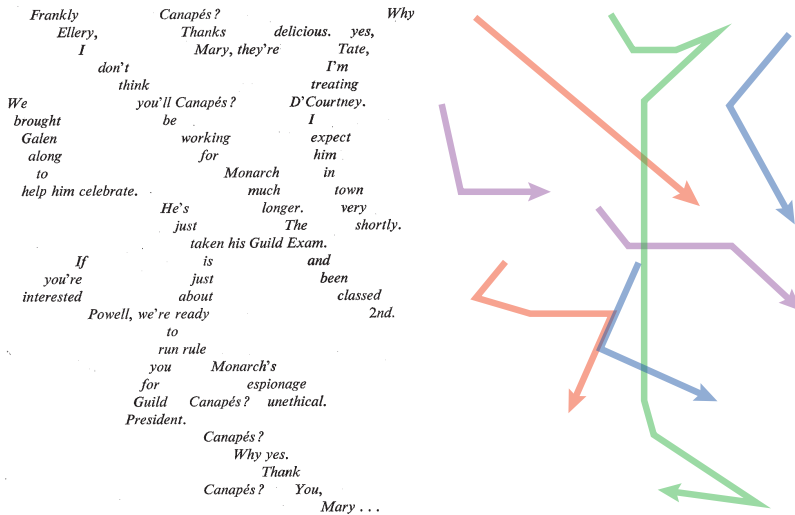 Frankly Canapés? Why
Ellery, Thanks delicious. yes,
I Mary, they're Tate,
don't I'm
think treating
We you'll Canapés? D'Courtney.
brought be I
Galen working expect
along for him
to Monarch in
help him celebrate. much town
He's longer. very
just The shortly.
taken his Guild Exam.
If is and
you're just been
interested about classed
Powell, we're ready 2nd.
to
run rule
you Monarch's
for espionage
Guild Canapés? unethical.
President.
Canapés?
Why yes.
Thank
Canapés? You,
Mary . . .